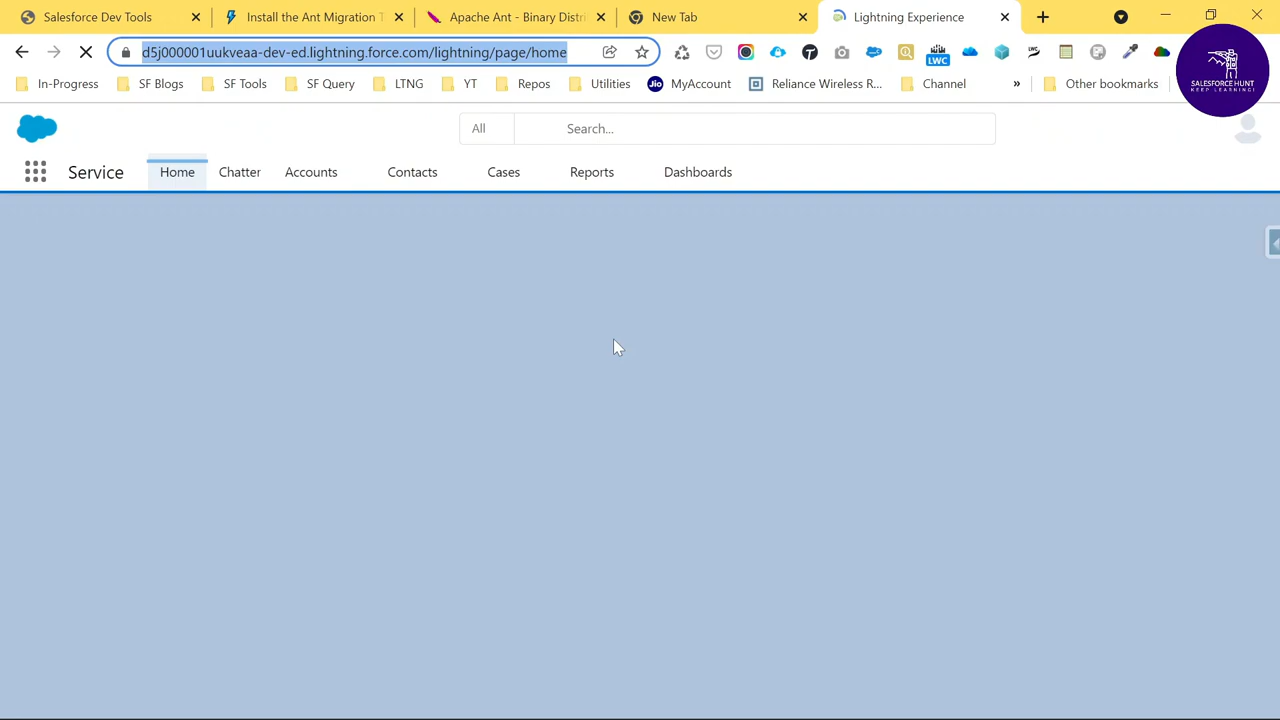 Salesforce Dev Tools
Install the Ant Migration T
Apache Ant - Binary Distri
New Tab
Lightning Experience
d5j000001uukveaa-dev-ed.lightning.force.com/lightning/page/home
LWC
In-Progress
SF Blogs
SF Tools
LTNG
SF Query
YT
Repos
Utilities
Jio
MyAccount
Reliance Wireless R...
Channel
»
Other bookmarks
SALESFORCE HUNT
KEEP LEARNING!
All
Search...
Service
Home
Chatter
Accounts
Contacts
Cases
Reports
Dashboards